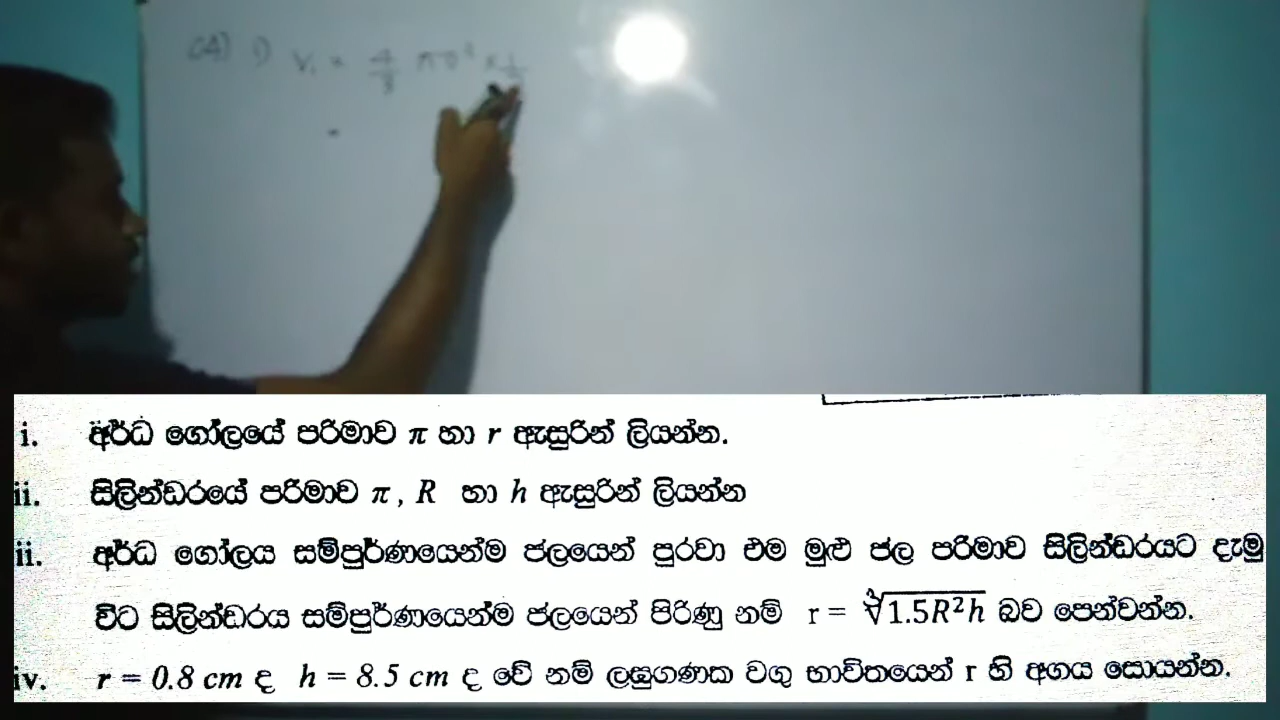 04) 1) V₁ = 4/3 πr³ × 1/2
i. අර්ධ ගෝලයේ පරිමාව π හා r ඇසුරින් ලියන්න.
ii. සිලින්ඩරයේ පරිමාව π , R හා h ඇසුරින් ලියන්න
ii. අර්ධ ගෝලය සම්පූර්ණයෙන්ම ජලයෙන් පුරවා එම මුළු ජල පරිමාව සිලින්ඩරයට දැමු
විට සිලින්ඩරය සම්පූර්ණයෙන්ම ජලයෙන් පිරිණු නම් r = ∛1.5R²h බව පෙන්වන්න.
iv. r = 0.8 cm ද h = 8.5 cm ද වේ නම් ලඝුගණක වගු භාවිතයෙන් r හි අගය සොයන්න.